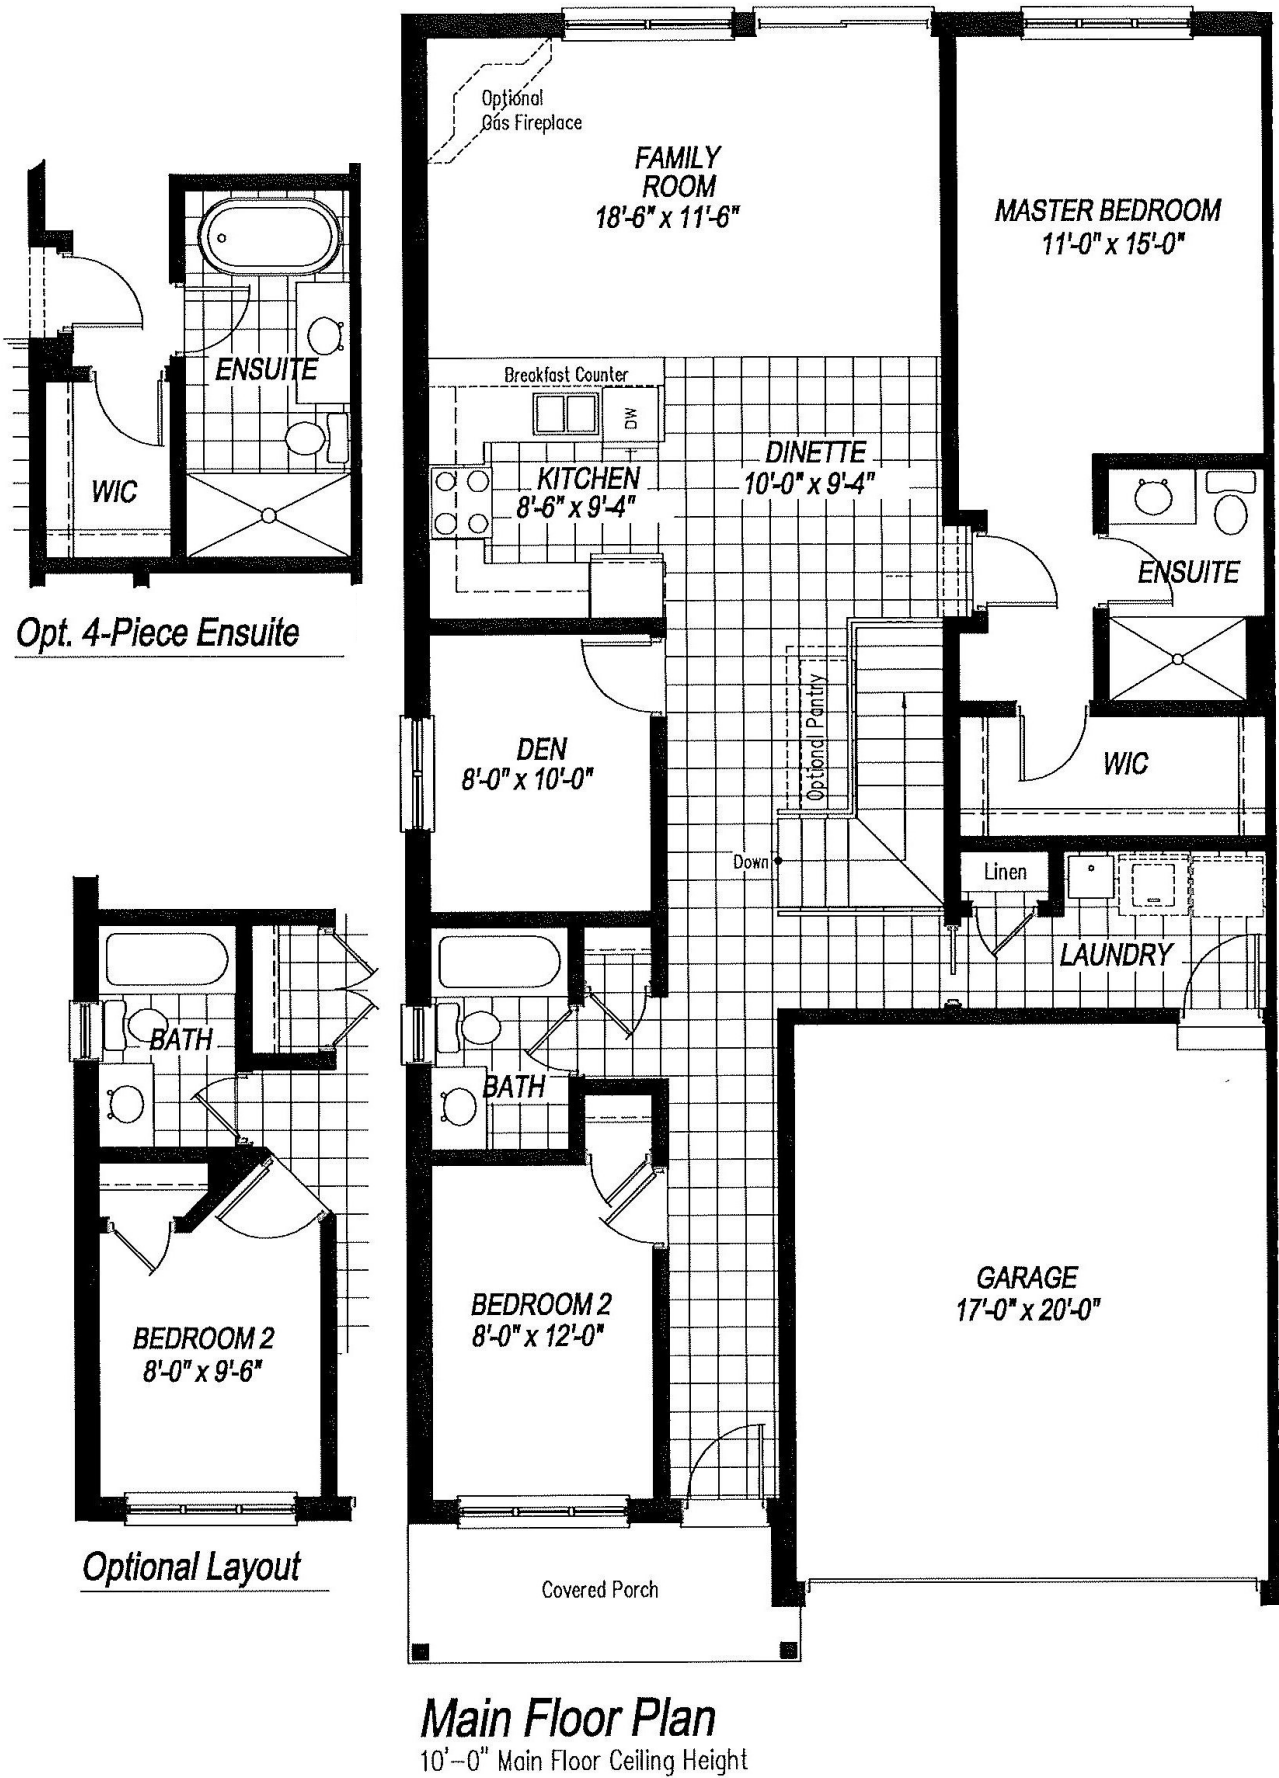 Optional
Gas Fireplace
FAMILY
ROOM
18'-6" x 11'-6"
MASTER BEDROOM
11'-0" x 15'-0"
ENSUITE
WIC
Opt. 4-Piece Ensuite
Breakfast Counter
DW
KITCHEN
8'-6" x 9'-4"
DINETTE
10'-0" x 9'-4"
ENSUITE
WIC
DEN
8'-0" x 10'-0"
Optional Pantry
Down
Linen
LAUNDRY
BATH
BEDROOM 2
8'-0" x 9'-6"
Optional Layout
BATH
BEDROOM 2
8'-0" x 12'-0"
GARAGE
17'-0" x 20'-0"
Covered Porch
Main Floor Plan
10'-0" Main Floor Ceiling Height